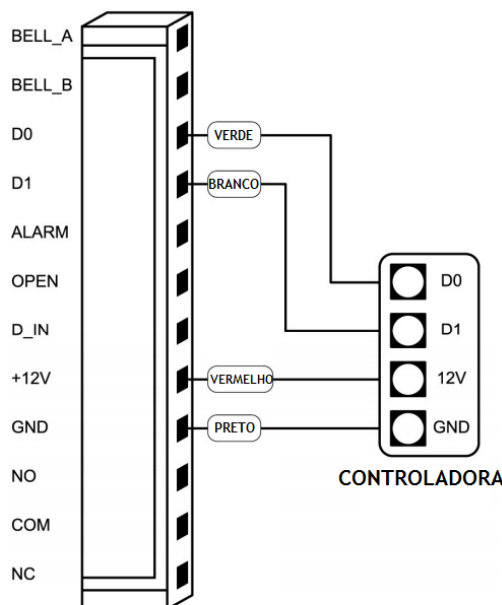 BELL_A
BELL_B
D0 VERDE
D1 BRANCO
ALARM
OPEN
D0
D_IN
D1
+12V VERMELHO 12V
GND PRETO GND
NO
CONTROLADORA
COM
NC